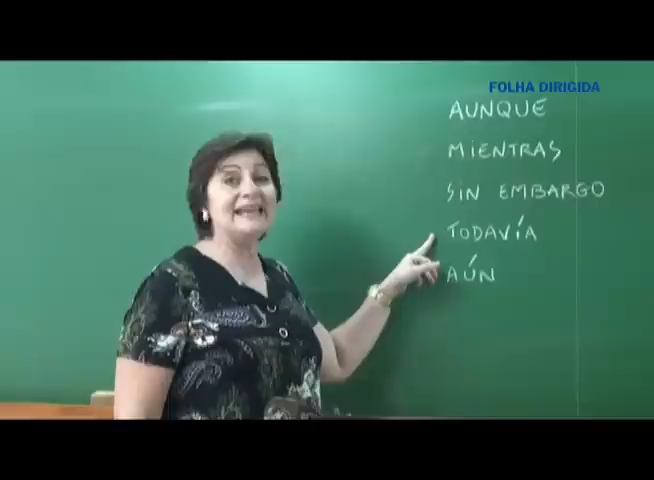 FOLHA DIRIGIDA
AUNQUE
MIENTRAS
SIN EMBARGO
TODAVÍA
AÚN